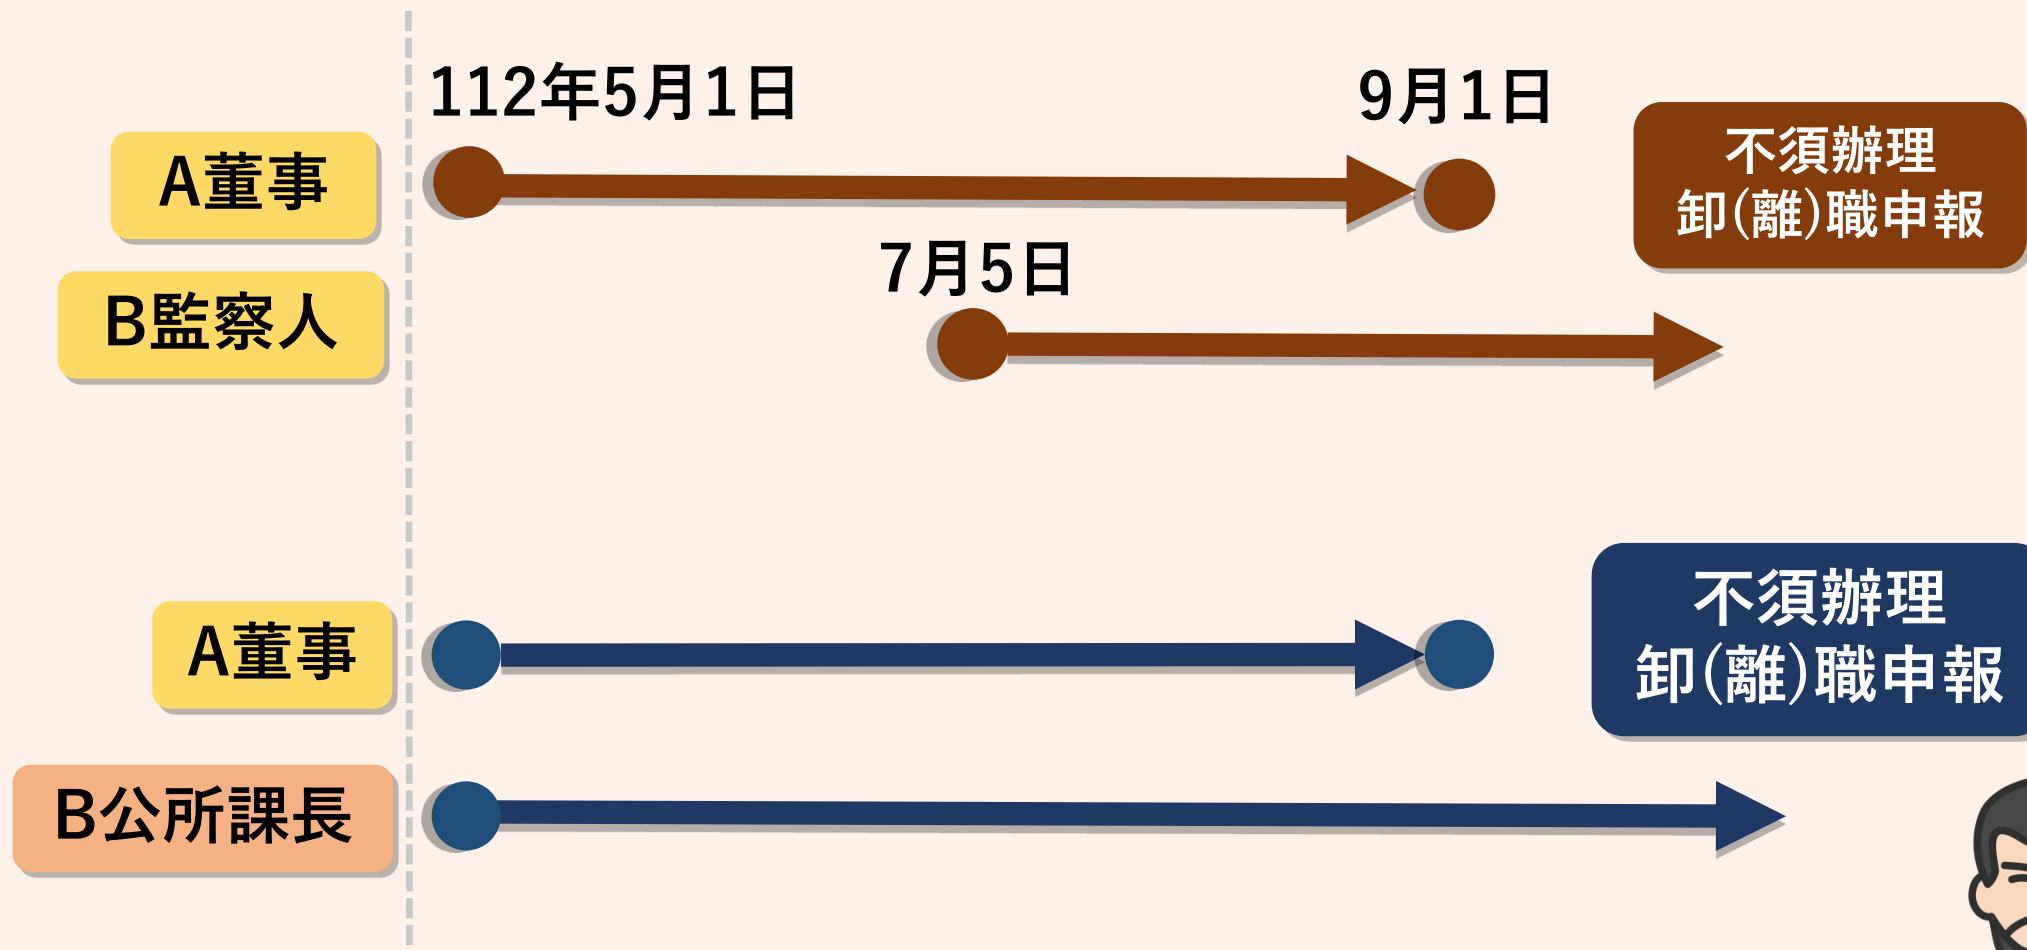 112年5月1日
9月1日
A董事
不須辦理
卸(離)職申報
7月5日
B監察人
A董事
不須辦理
卸(離)職申報
B公所課長